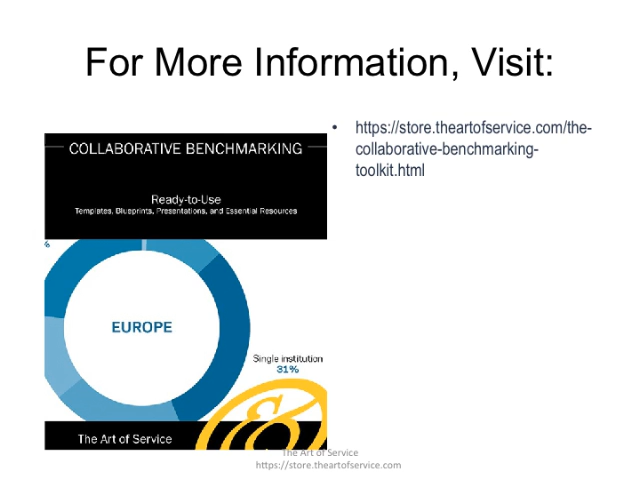 For More Information, Visit:
• https://store.theartofservice.com/the-
collaborative-benchmarking-
toolkit.html
COLLABORATIVE BENCHMARKING
Ready-to-Use
Templates, Blueprints, Presentations, and Essential Resources
%
EUROPE
Single institution
31%
&
The Art of Service
The Art of Service
https://store.theartofservice.com